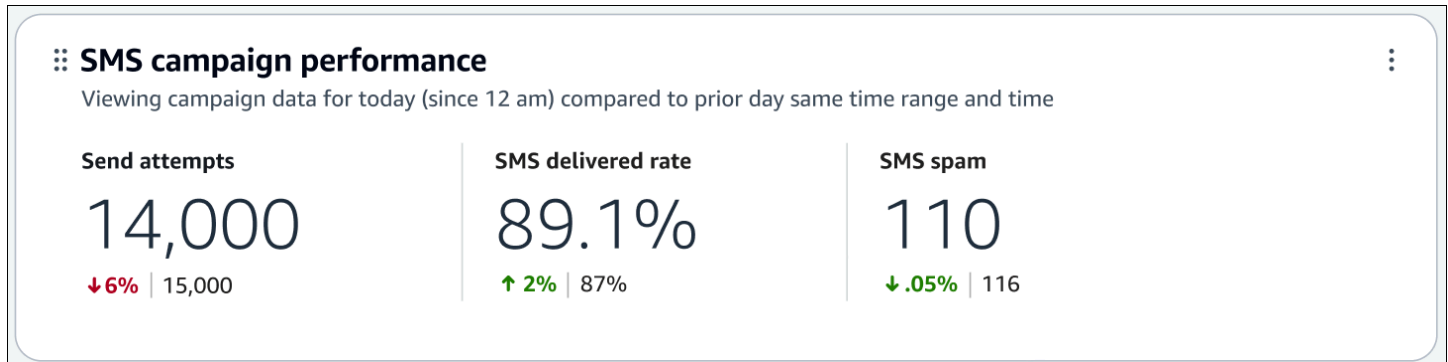 SMS campaign performance
Viewing campaign data for today (since 12 am) compared to prior day same time range and time
Send attempts
14,000
↓6% | 15,000
SMS delivered rate
89.1%
↑ 2% | 87%
SMS spam
110
↓ .05% | 116